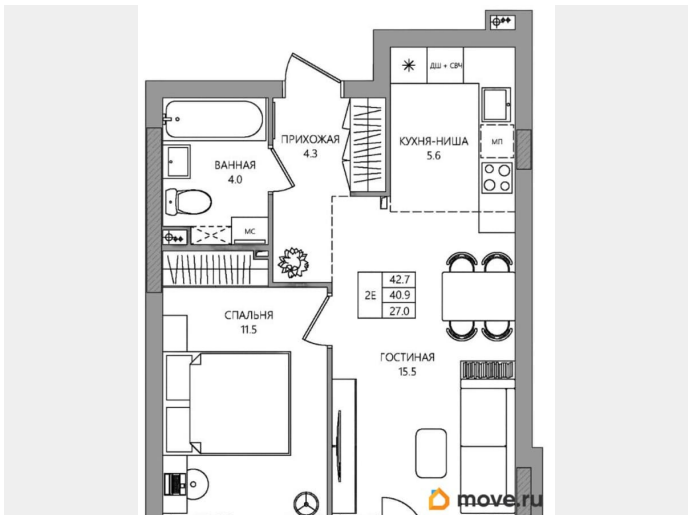 ДШ + СВЧ
ПРИХОЖАЯ
4.3
КУХНЯ-НИША
5.6
МП
ВАННАЯ
4.0
МС
СПАЛЬНЯ
11.5
2Е
42.7
40.9
27.0
ГОСТИНАЯ
15.5
move.ru